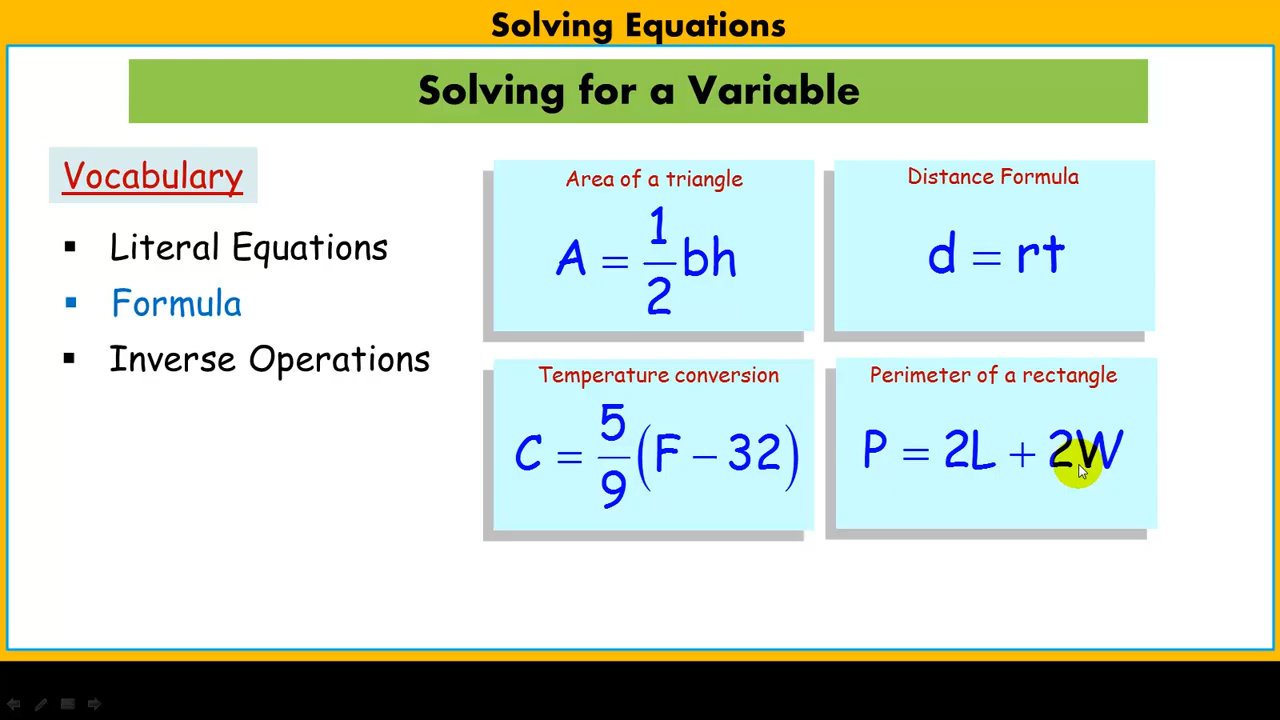 Solving Equations
Solving for a Variable
Vocabulary
▪ Literal Equations
▪ Formula
▪ Inverse Operations
Area of a triangle
A = 1/2 bh
Distance Formula
d = rt
Temperature conversion
C = 5/9 (F − 32)
Perimeter of a rectangle
P = 2L + 2W